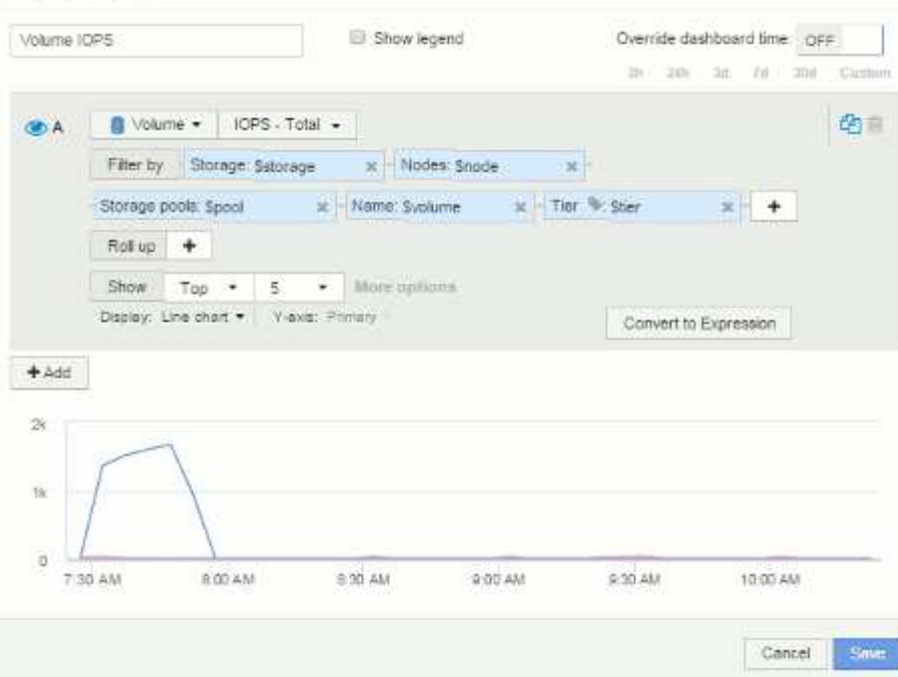 Volume IOPS Show legend Override dashboard time: OFF
3h 24h 3d 7d 30d Custom
A Volume IOPS - Total
Filter by Storage: $storage Nodes: $node
Storage pools: $pool Name: $volume Tier $tier +
Roll up +
Show Top 5 More options
Display: Line chart Y-axis: Primary Convert to Expression
+ Add
2k
1k
0
7:30 AM 8:00 AM 8:30 AM 9:00 AM 9:30 AM 10:00 AM
Cancel Save